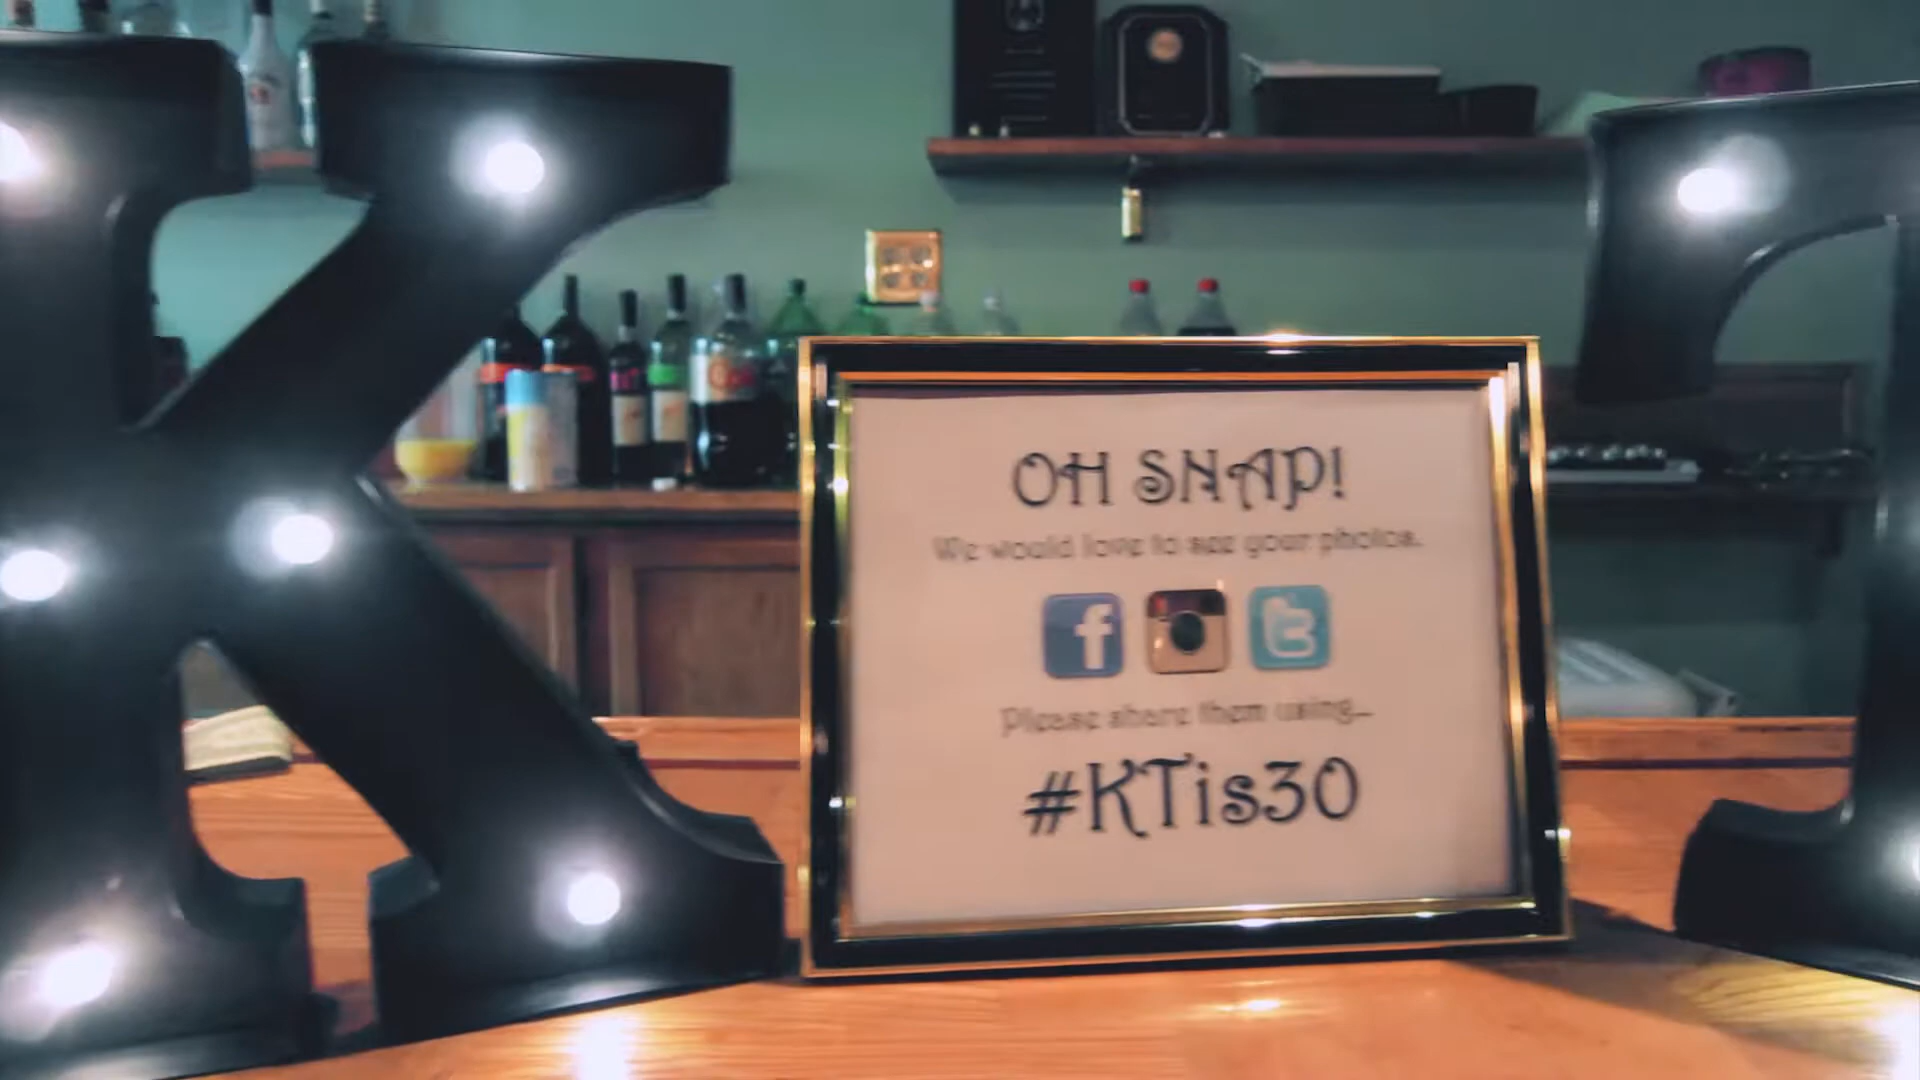 K
T
OH SNAP!
We would love to see your photos.
Please share them using...
#KTis30